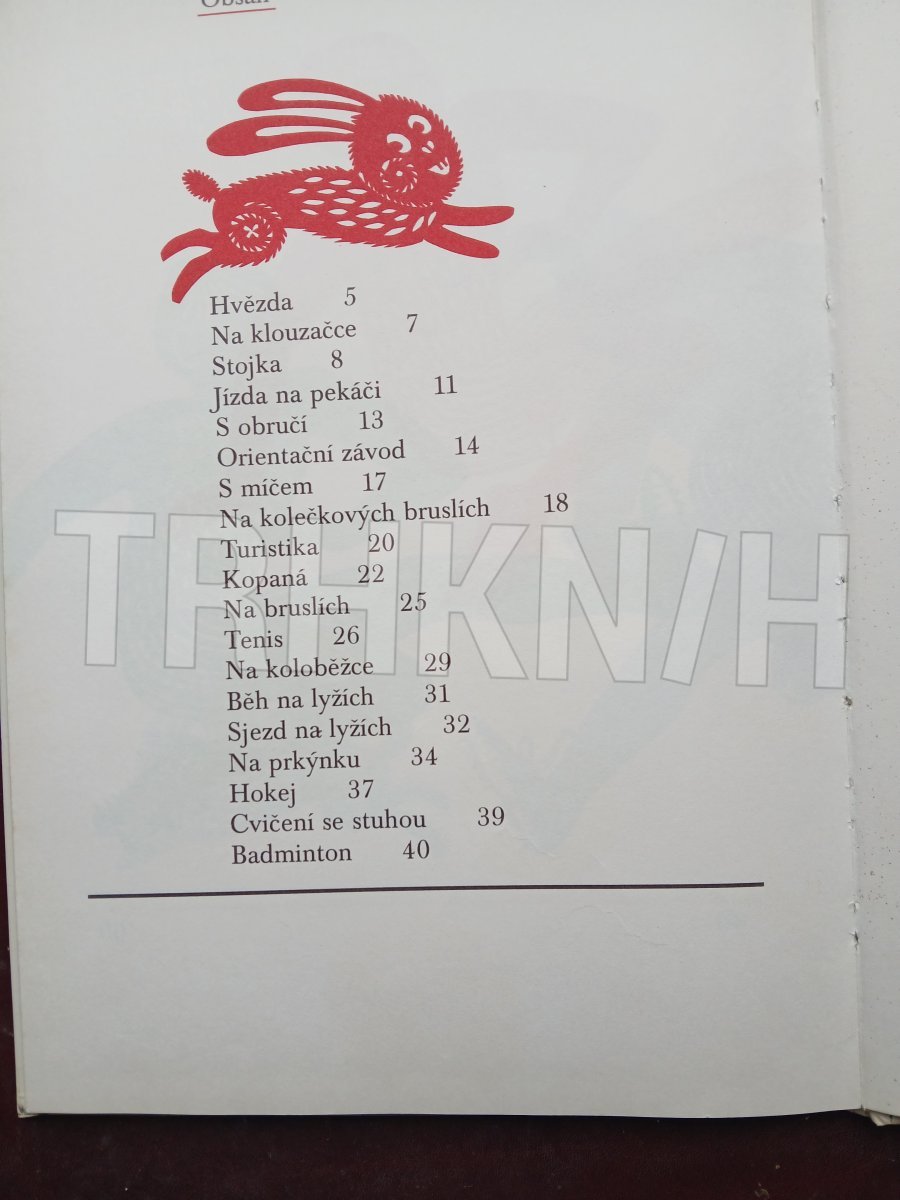 Obsah
Hvězda 5
Na klouzačce 7
Stojka 8
Jízda na pekáči 11
S obručí 13
Orientační závod 14
S míčem 17
Na kolečkových bruslích 18
Turistika 20
Kopaná 22
Na bruslích 25
Tenis 26
Na koloběžce 29
Běh na lyžích 31
Sjezd na lyžích 32
Na prkýnku 34
Hokej 37
Cvičení se stuhou 39
Badminton 40
TRHKN/H